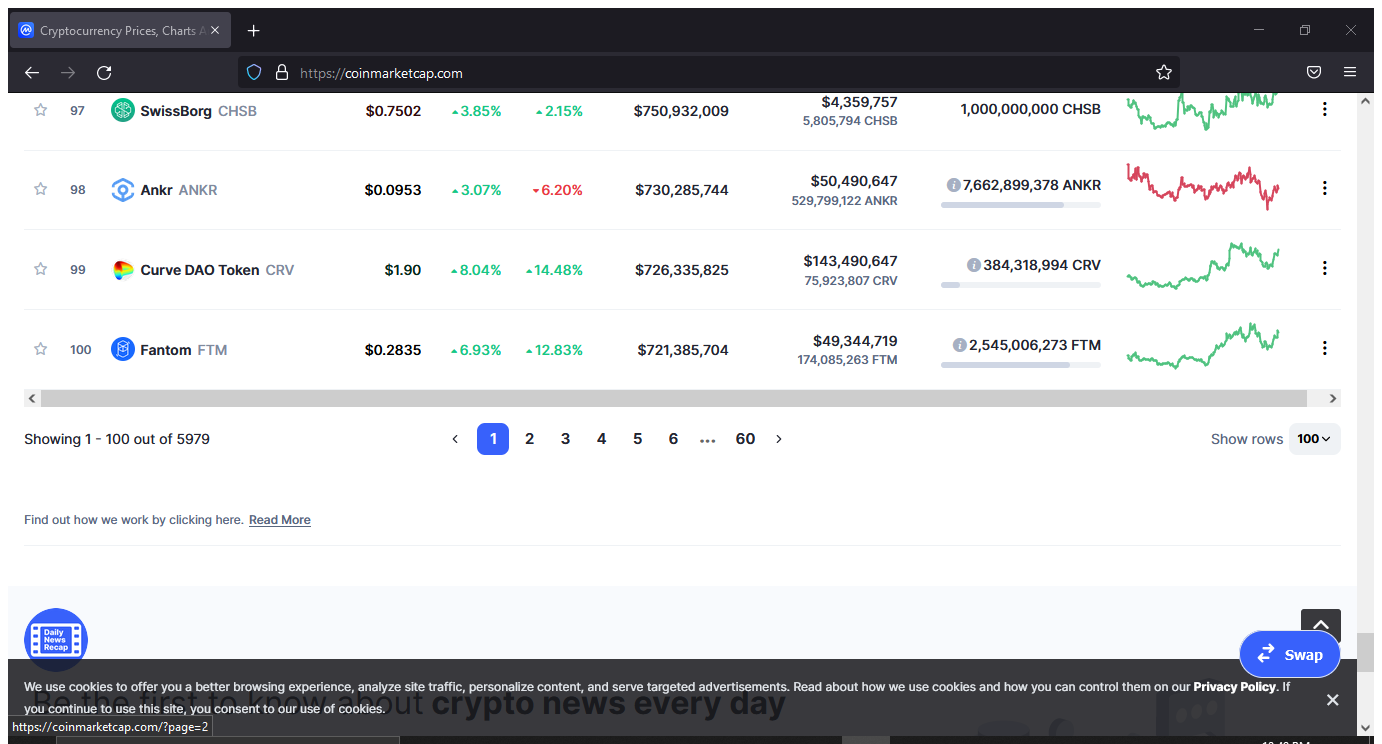 Cryptocurrency Prices, Charts A
https://coinmarketcap.com
97 SwissBorg CHSB $0.7502 3.85% 2.15% $750,932,009 $4,359,757 1,000,000,000 CHSB
5,805,794 CHSB
98 Ankr ANKR $0.0953 3.07% 6.20% $730,285,744 $50,490,647 7,662,899,378 ANKR
529,799,122 ANKR
99 Curve DAO Token CRV $1.90 8.04% 14.48% $726,335,825 $143,490,647 384,318,994 CRV
75,923,807 CRV
100 Fantom FTM $0.2835 6.93% 12.83% $721,385,704 $49,344,719 2,545,006,273 FTM
174,085,263 FTM
Showing 1 - 100 out of 5979 1 2 3 4 5 6 ... 60 Show rows 100
Find out how we work by clicking here. Read More
Daily
News
Recap
Swap
Be the first to know about crypto news every day
We use cookies to offer you a better browsing experience, analyze site traffic, personalize content, and serve targeted advertisements. Read about how we use cookies and how you can control them on our Privacy Policy. If
you continue to use this site, you consent to our use of cookies.
https://coinmarketcap.com/?page=2